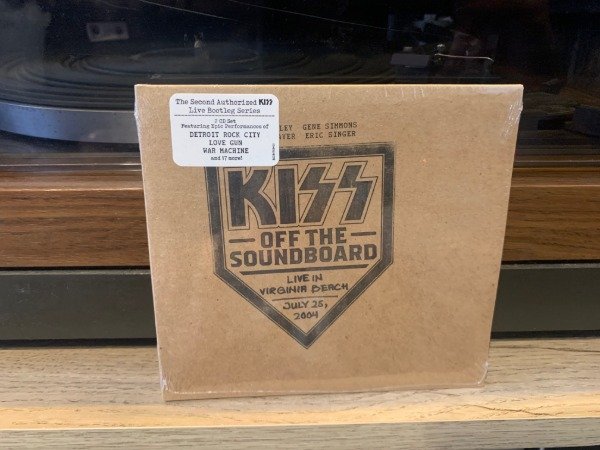 The Second Authorized KISS
Live Bootleg Series
2 CD Set
Featuring Epic Performances of
DETROIT ROCK CITY
LOVE GUN
WAR MACHINE
and 17 more!
LEY GENE SIMMONS
YER ERIC SINGER
KISS
OFF THE
SOUNDBOARD
LIVE IN
VIRGINIA BEACH
JULY 25,
2004